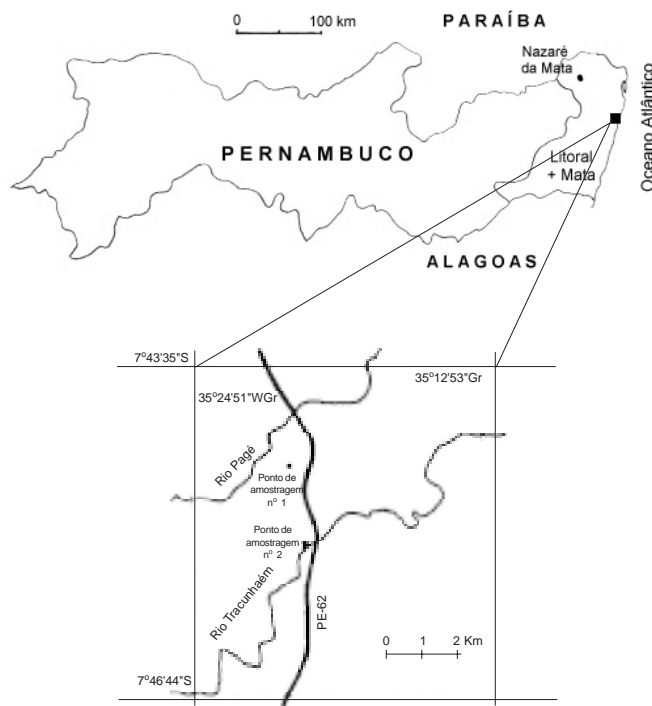 PARAÍBA
0 100 km
Nazaré
da Mata
Oceano Atlântico
PERNAMBUCO
Litoral
+ Mata
ALAGOAS
7º43'35"S
35º12'53"Gr
35º24'51"WGr
Rio Pagé
Ponto de
amostragem
nº 1
Ponto de
amostragem
nº 2
Rio Tracunhaém
PE-62
0 1 2 Km
7º46'44"S